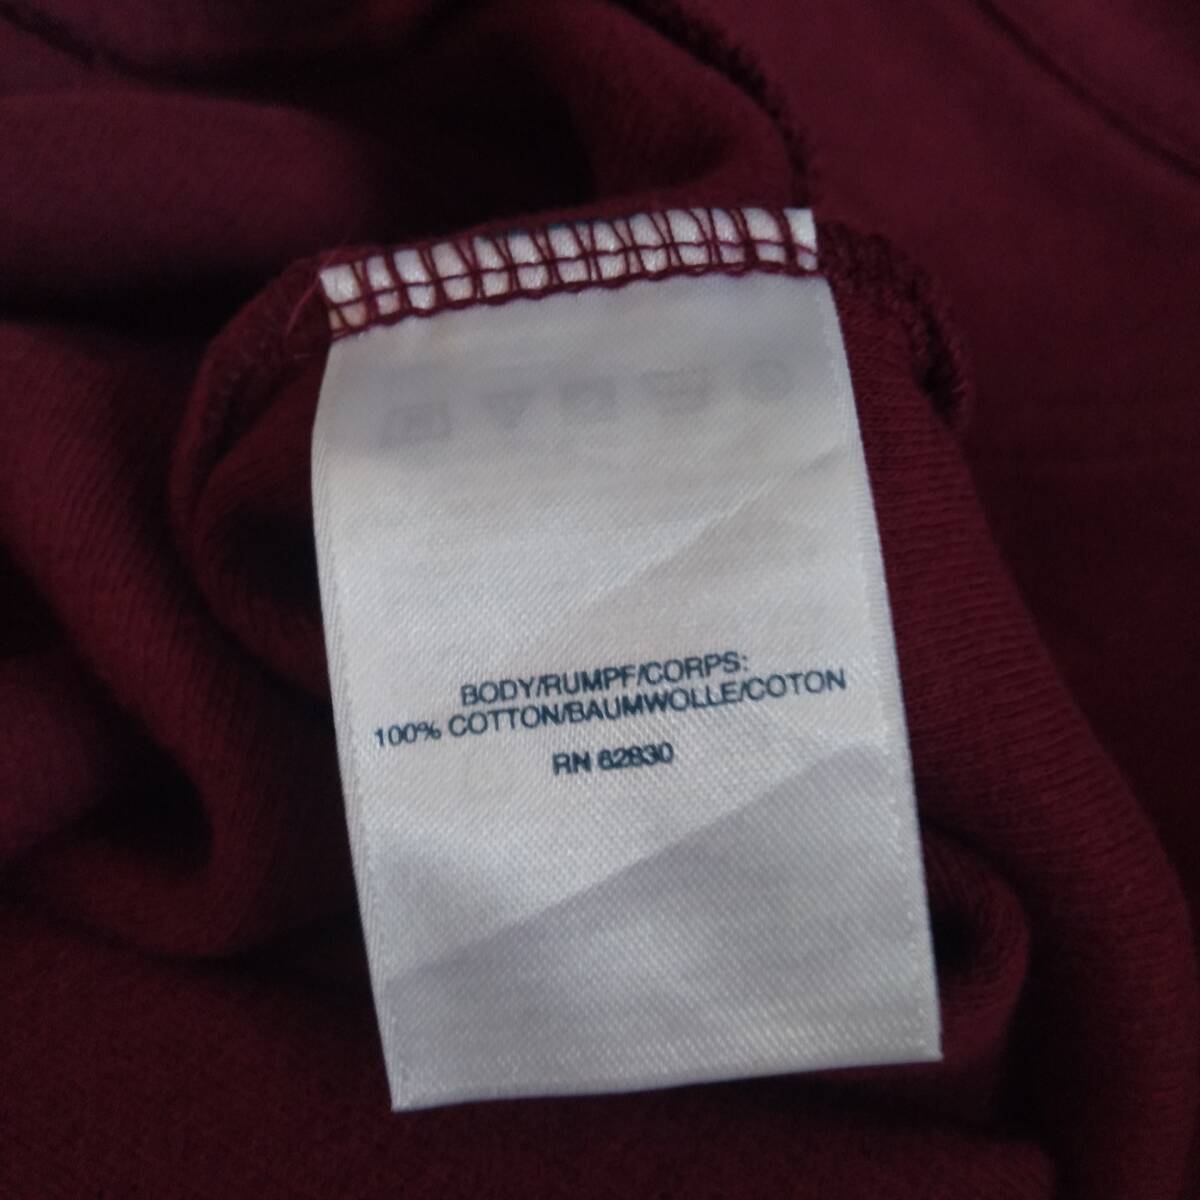 BODY/RUMPF/CORPS:
100% COTTON/BAUMWOLLE/COTON
RN 62830